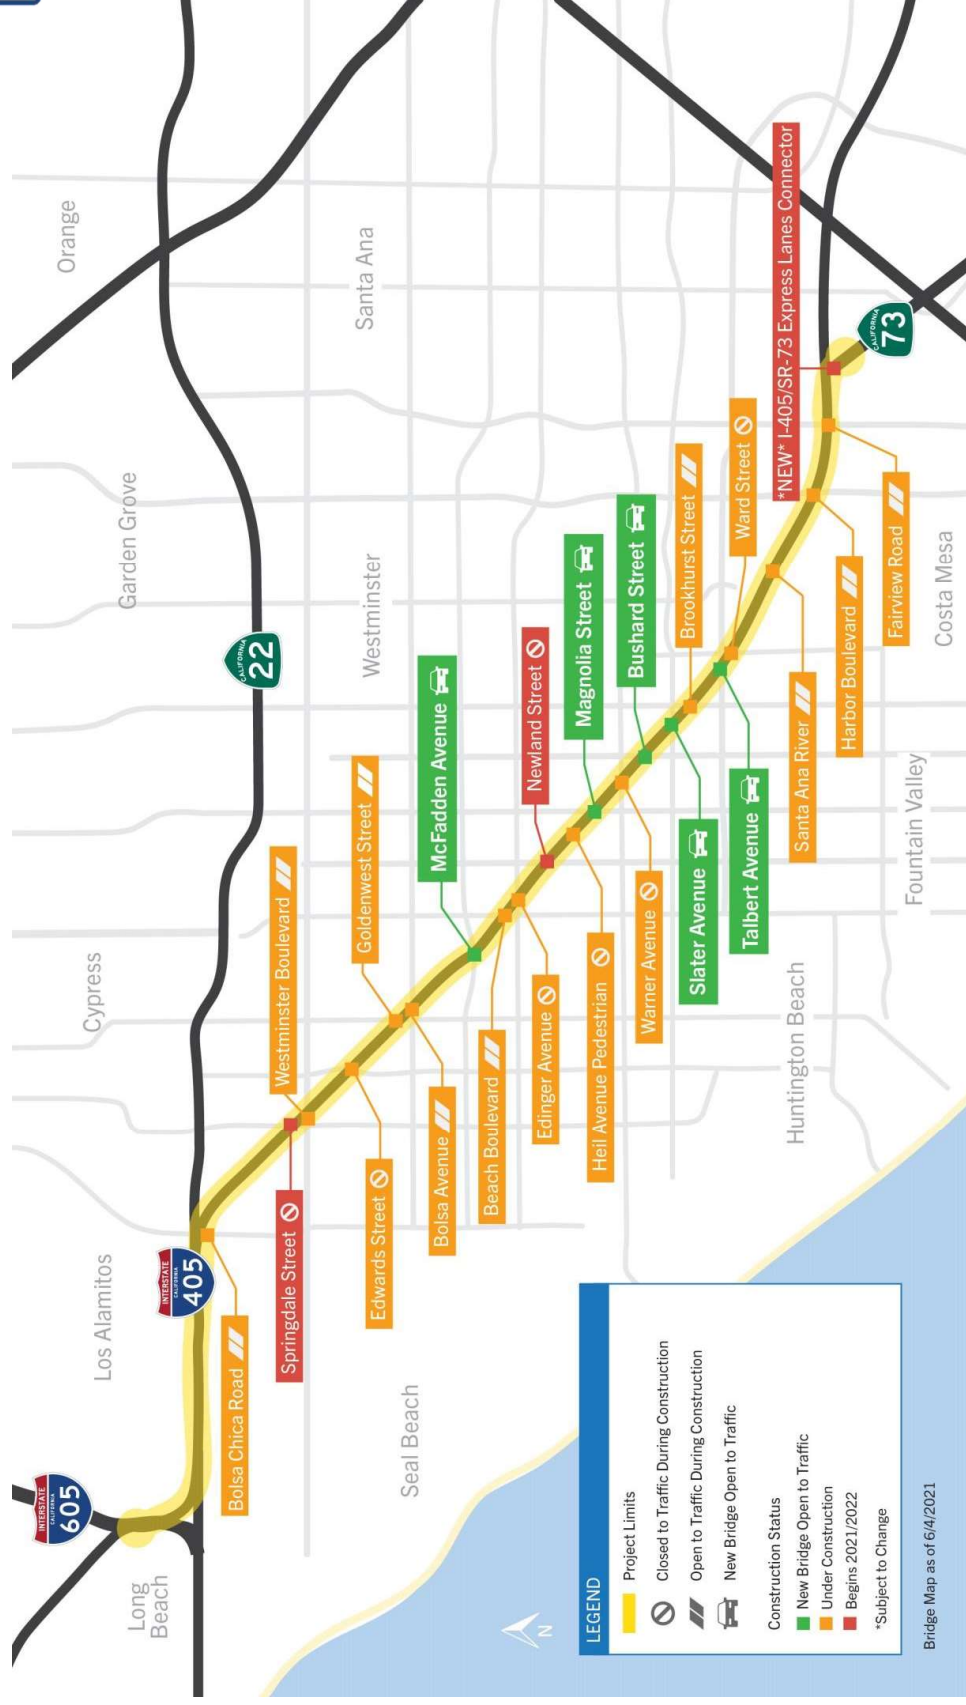 INTERSTATE
CALIFORNIA
605
INTERSTATE
CALIFORNIA
405
CALIFORNIA
22
CALIFORNIA
73
Long
Beach
Los Alamitos
Cypress
Garden Grove
Orange
Seal Beach
Westminster
Santa Ana
Huntington Beach
Fountain Valley
Costa Mesa
Bolsa Chica Road
Springdale Street
Westminster Boulevard
Edwards Street
Goldenwest Street
Bolsa Avenue
McFadden Avenue
Beach Boulevard
Edinger Avenue
Newland Street
Heil Avenue Pedestrian
Magnolia Street
Warner Avenue
Bushard Street
Slater Avenue
Brookhurst Street
Talbert Avenue
Ward Street
Santa Ana River
Harbor Boulevard
Fairview Road
*NEW* I-405/SR-73 Express Lanes Connector
N
LEGEND
Project Limits
Closed to Traffic During Construction
Open to Traffic During Construction
New Bridge Open to Traffic
Construction Status
New Bridge Open to Traffic
Under Construction
Begins 2021/2022
*Subject to Change
Bridge Map as of 6/4/2021